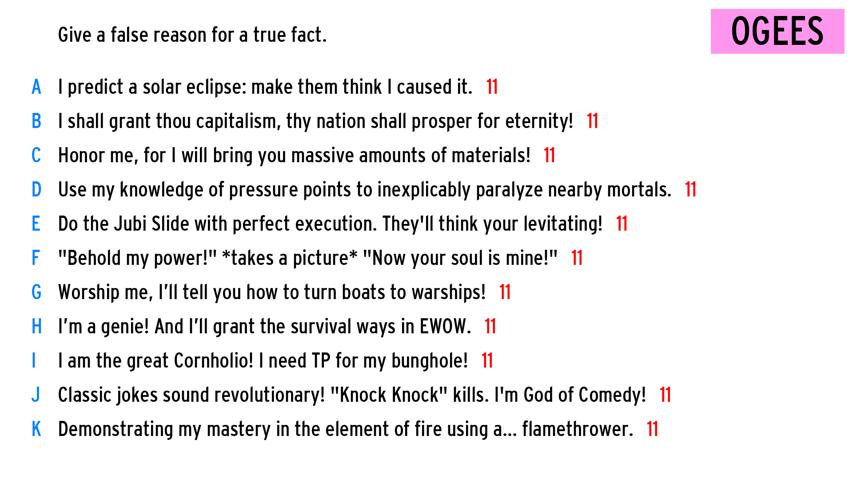 Give a false reason for a true fact.
OGEES
A I predict a solar eclipse: make them think I caused it. 11
B I shall grant thou capitalism, thy nation shall prosper for eternity! 11
C Honor me, for I will bring you massive amounts of materials! 11
D Use my knowledge of pressure points to inexplicably paralyze nearby mortals. 11
E Do the Jubi Slide with perfect execution. They'll think your levitating! 11
F "Behold my power!" *takes a picture* "Now your soul is mine!" 11
G Worship me, I’ll tell you how to turn boats to warships! 11
H I’m a genie! And I’ll grant the survival ways in EWOW. 11
I I am the great Cornholio! I need TP for my bunghole! 11
J Classic jokes sound revolutionary! "Knock Knock" kills. I'm God of Comedy! 11
K Demonstrating my mastery in the element of fire using a... flamethrower. 11